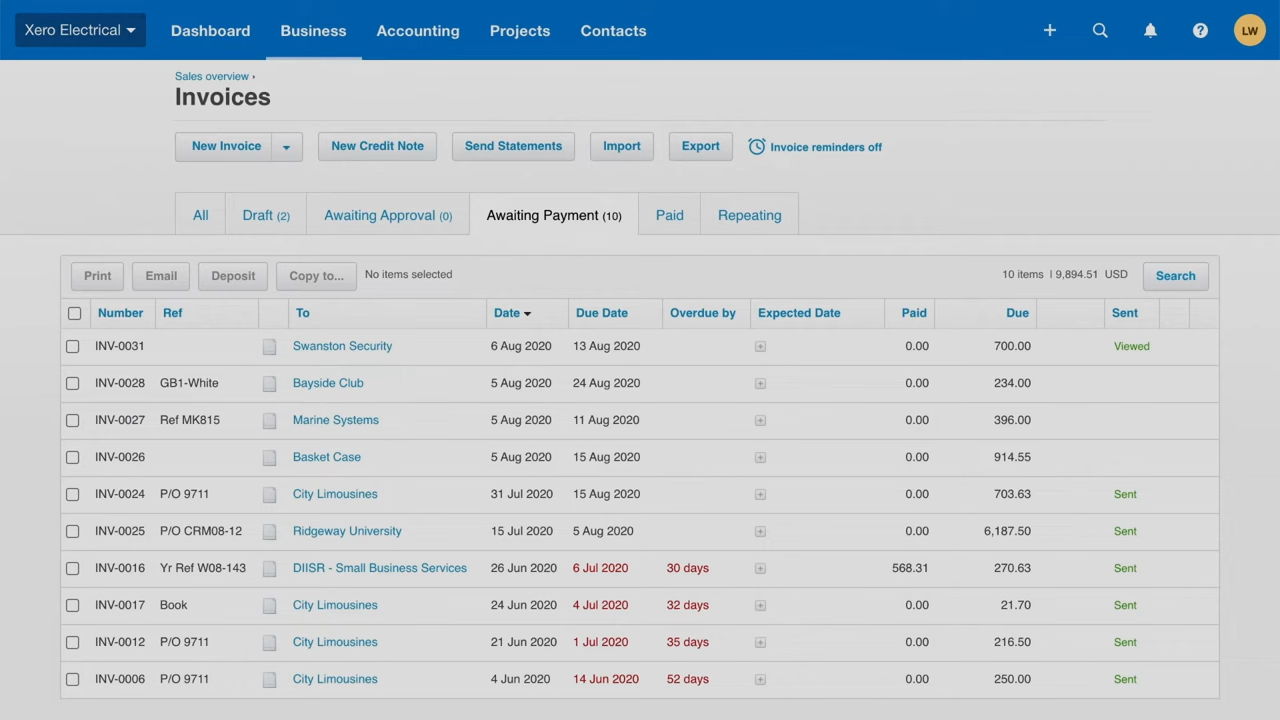 Xero Electrical Dashboard Business Accounting Projects Contacts LW
Sales overview ›
Invoices
New Invoice New Credit Note Send Statements Import Export Invoice reminders off
All Draft (2) Awaiting Approval (0) Awaiting Payment (10) Paid Repeating
Print Email Deposit Copy to... No items selected 10 items | 9,894.51 USD Search
Number Ref To Date Due Date Overdue by Expected Date Paid Due Sent
INV-0031 Swanston Security 6 Aug 2020 13 Aug 2020 0.00 700.00 Viewed
INV-0028 GB1-White Bayside Club 5 Aug 2020 24 Aug 2020 0.00 234.00
INV-0027 Ref MK815 Marine Systems 5 Aug 2020 11 Aug 2020 0.00 396.00
INV-0026 Basket Case 5 Aug 2020 15 Aug 2020 0.00 914.55
INV-0024 P/O 9711 City Limousines 31 Jul 2020 15 Aug 2020 0.00 703.63 Sent
INV-0025 P/O CRM08-12 Ridgeway University 15 Jul 2020 5 Aug 2020 0.00 6,187.50 Sent
INV-0016 Yr Ref W08-143 DIISR - Small Business Services 26 Jun 2020 6 Jul 2020 30 days 568.31 270.63 Sent
INV-0017 Book City Limousines 24 Jun 2020 4 Jul 2020 32 days 0.00 21.70 Sent
INV-0012 P/O 9711 City Limousines 21 Jun 2020 1 Jul 2020 35 days 0.00 216.50 Sent
INV-0006 P/O 9711 City Limousines 4 Jun 2020 14 Jun 2020 52 days 0.00 250.00 Sent